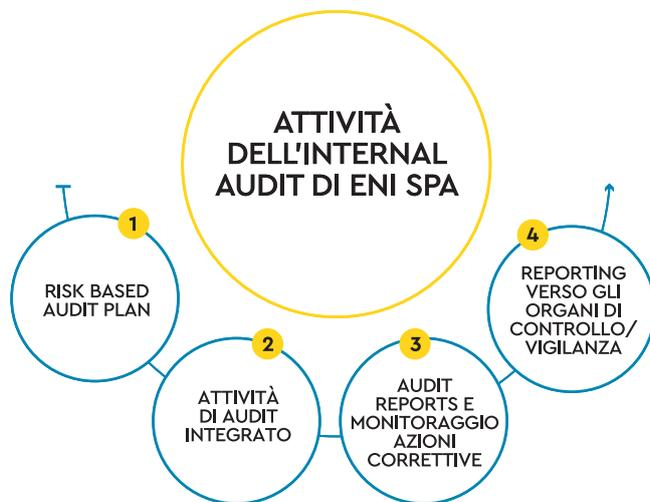 ATTIVITÀ
DELL'INTERNAL
AUDIT DI ENI SPA
1
RISK BASED
AUDIT PLAN
2
ATTIVITÀ
DI AUDIT
INTEGRATO
3
AUDIT
REPORTS E
MONITORAGGIO
AZIONI
CORRETTIVE
4
REPORTING
VERSO GLI
ORGANI DI
CONTROLLO/
VIGILANZA